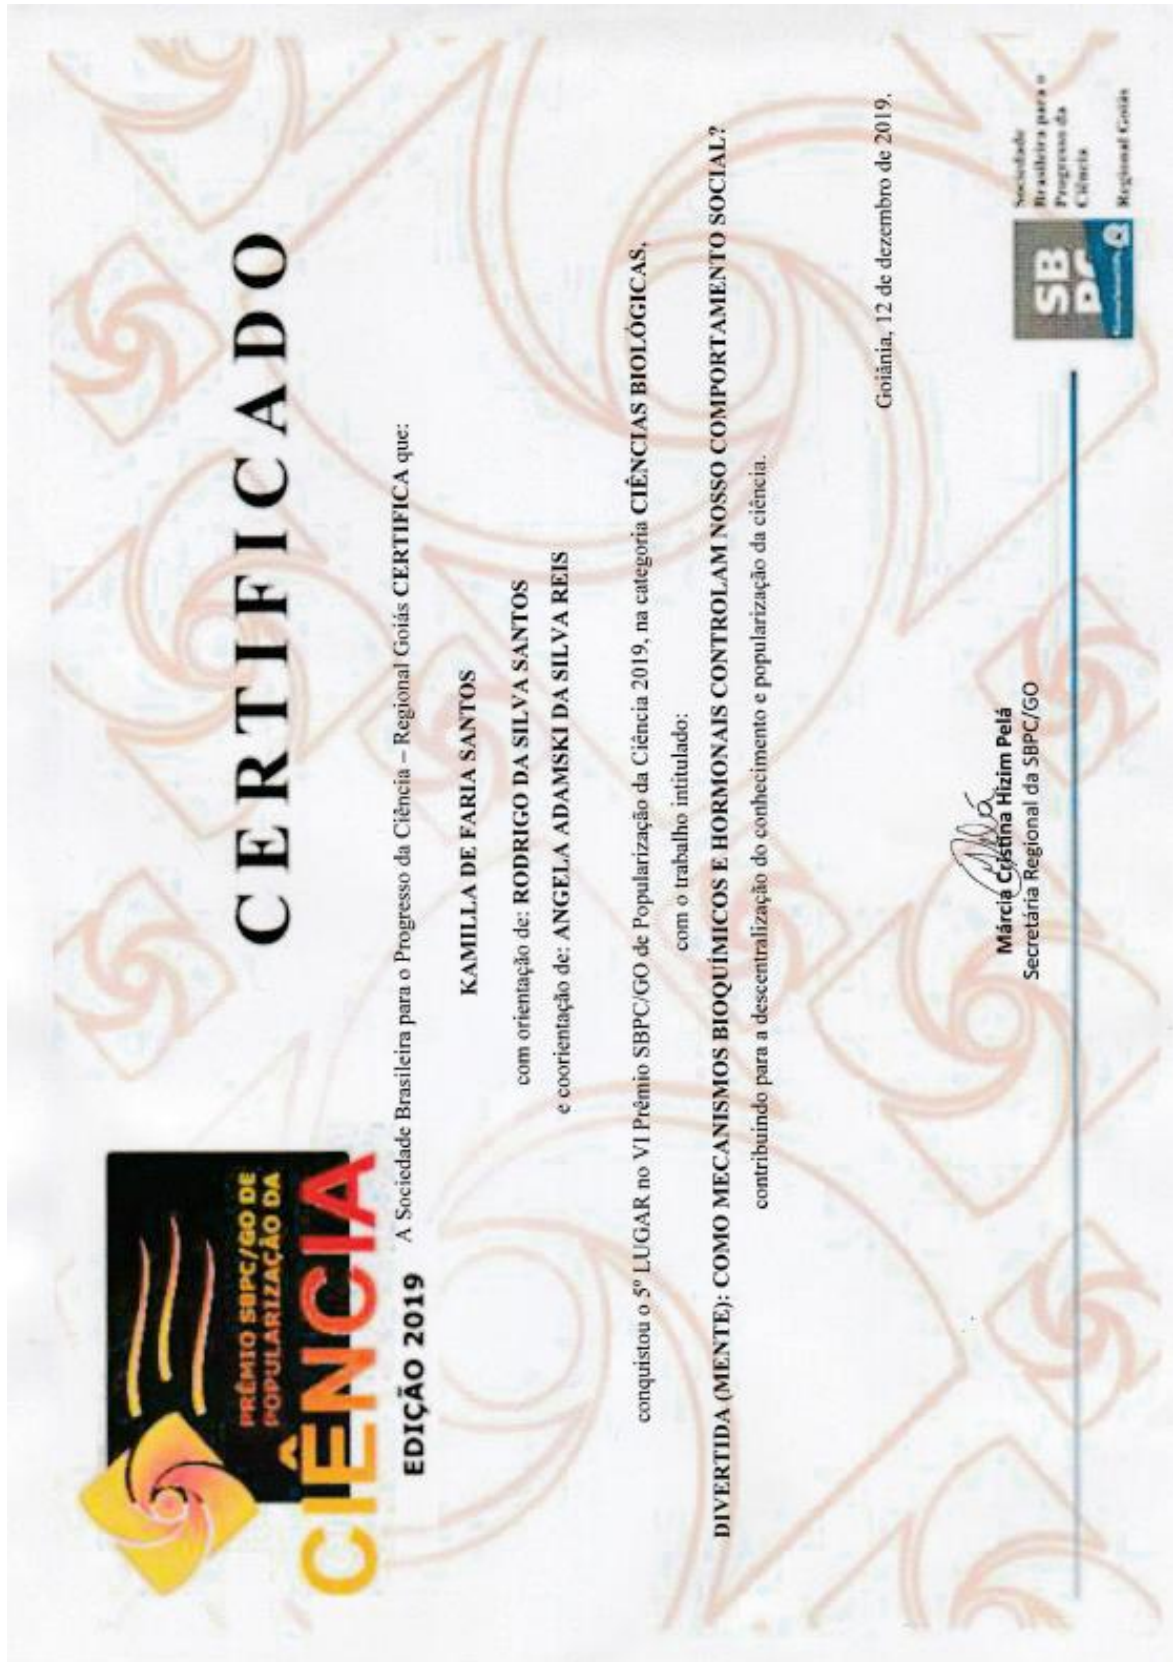 PRÊMIO SBPC/GO DE
POPULARIZAÇÃO DA
CIÊNCIA
EDIÇÃO 2019
CERTIFICADO
A Sociedade Brasileira para o Progresso da Ciência – Regional Goiás CERTIFICA que:
KAMILLA DE FARIA SANTOS
com orientação de: RODRIGO DA SILVA SANTOS
e coorientação de: ANGELA ADAMSKI DA SILVA REIS
conquistou o 5º LUGAR no VI Prêmio SBPC/GO de Popularização da Ciência 2019, na categoria CIÊNCIAS BIOLÓGICAS,
com o trabalho intitulado:
DIVERTIDA (MENTE): COMO MECANISMOS BIOQUÍMICOS E HORMONAIS CONTROLAM NOSSO COMPORTAMENTO SOCIAL?
contribuindo para a descentralização do conhecimento e popularização da ciência.
Goiânia, 12 de dezembro de 2019.
Márcia Cristina Hizim Pelá
Secretária Regional da SBPC/GO
SB
PC
Sociedade
Brasileira para o
Progresso da
Ciência
Regional Goiás